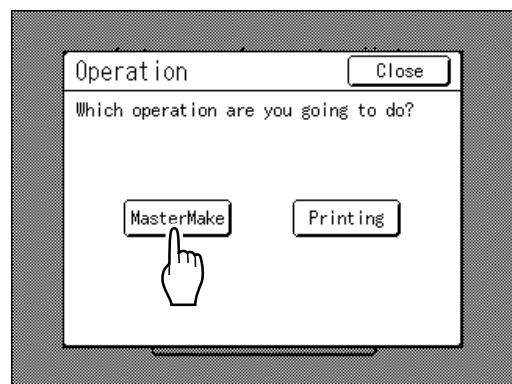 Operation
Close
Which operation are you going to do?
MasterMake
Printing